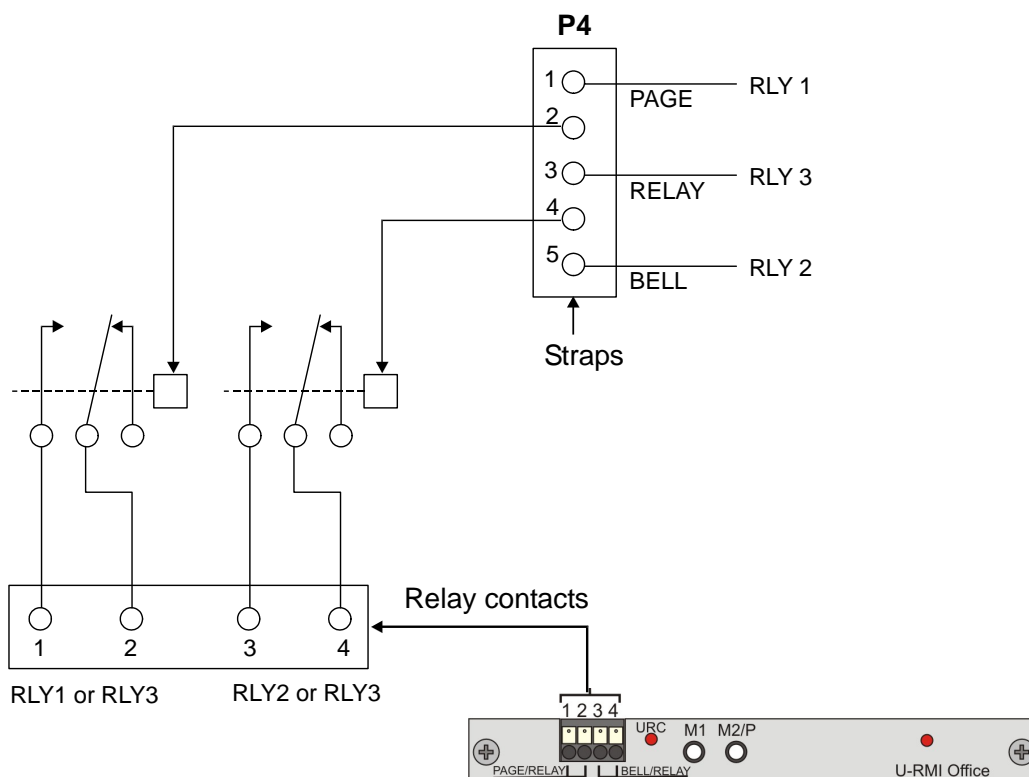 P4
1
PAGE
RLY 1
2
3
RELAY
RLY 3
4
5
BELL
RLY 2
Straps
Relay contacts
1 2 3 4
RLY1 or RLY3
RLY2 or RLY3
1 2 3 4
URC M1 M2/P
PAGE/RELAY BELL/RELAY
U-RMI Office